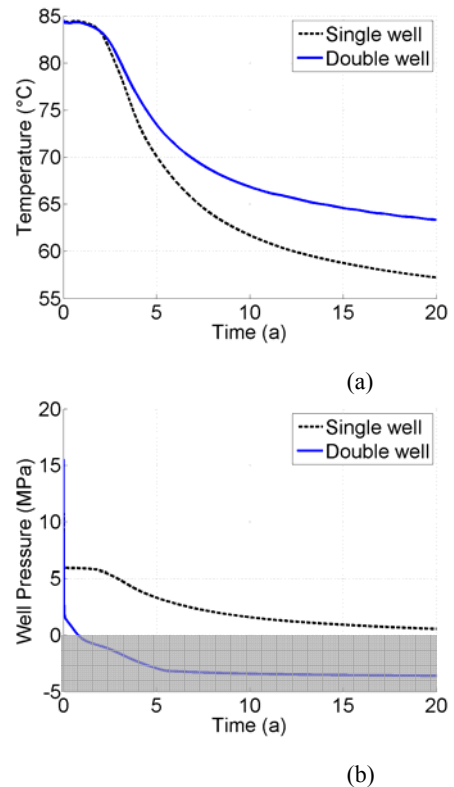 85
80
75
70
65
60
55
Temperature (°C)
Single well
Double well
0
5
10
15
20
Time (a)
(a)
20
15
10
5
0
-5
Well Pressure (MPa)
Single well
Double well
0
5
10
15
20
Time (a)
(b)